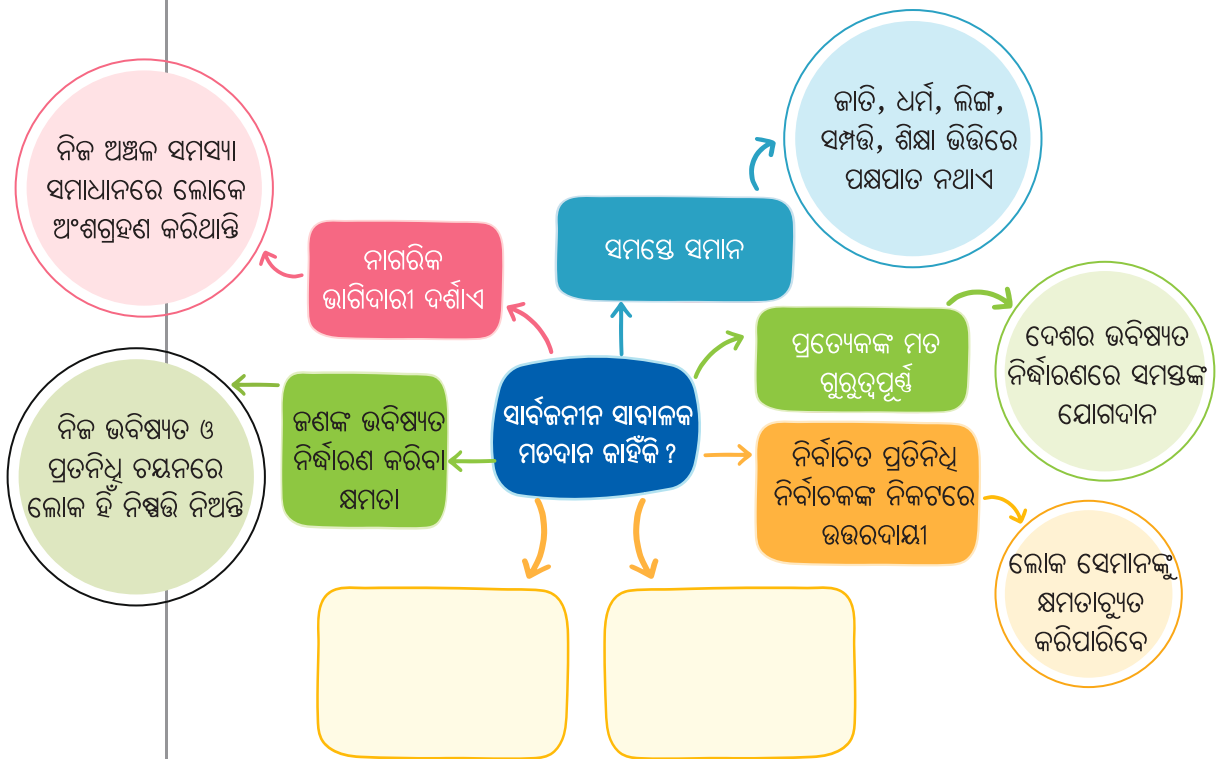 ନିଜ ଅଞ୍ଚଳ ସମସ୍ୟା
ସମାଧାନରେ ଲୋକେ
ଅଂଶଗ୍ରହଣ କରିଥାନ୍ତି
ନାଗରିକ
ଭାଗିଦାରୀ ଦର୍ଶାଏ
ସମସ୍ତେ ସମାନ
ଜାତି, ଧର୍ମ, ଲିଙ୍ଗ,
ସମ୍ପତ୍ତି, ଶିକ୍ଷା ଭିତ୍ତିରେ
ପକ୍ଷପାତ ନଥାଏ
ପ୍ରତ୍ୟେକଙ୍କ ମତ
ଗୁରୁତ୍ୱପୂର୍ଣ୍ଣ
ଦେଶର ଭବିଷ୍ୟତ
ନିର୍ଦ୍ଧାରଣରେ ସମସ୍ତଙ୍କ
ଯୋଗଦାନ
ସାର୍ବଜନୀନ ସାବାଳକ
ମତଦାନ କାହିଁକି ?
ଜଣଙ୍କ ଭବିଷ୍ୟତ
ନିର୍ଦ୍ଧାରଣ କରିବା
କ୍ଷମତା
ନିଜ ଭବିଷ୍ୟତ ଓ
ପ୍ରତନିଧି ଚୟନରେ
ଲୋକ ହିଁ ନିଷ୍ପତ୍ତି ନିଅନ୍ତି
ନିର୍ବାଚିତ ପ୍ରତିନିଧି
ନିର୍ବାଚକଙ୍କ ନିକଟରେ
ଉତ୍ତରଦାୟୀ
ଲୋକ ସେମାନଙ୍କୁ
କ୍ଷମତାଚ୍ୟୁତ
କରିପାରିବେ